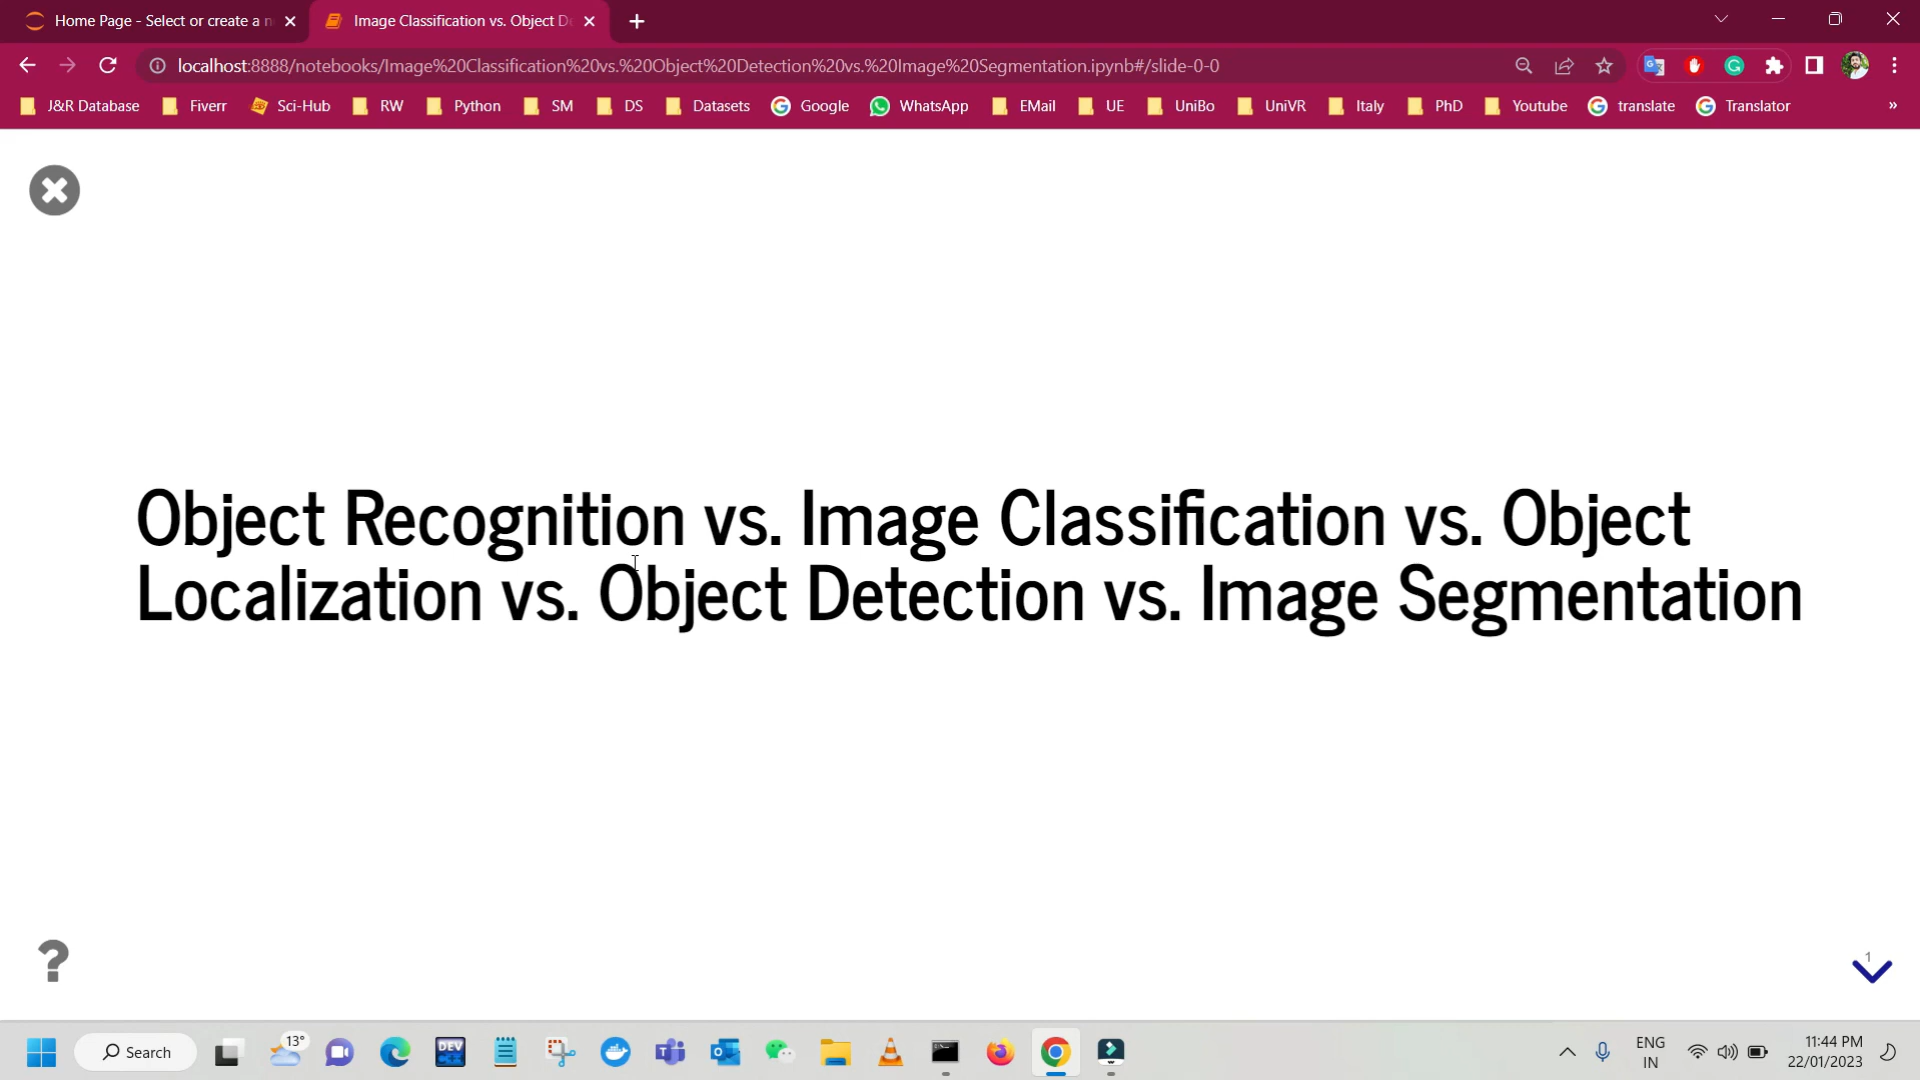 Home Page - Select or create a n
Image Classification vs. Object De
localhost:8888/notebooks/Image%20Classification%20vs.%20Object%20Detection%20vs.%20Image%20Segmentation.ipynb#/slide-0-0
J&R Database Fiverr Sci-Hub RW Python SM DS Datasets Google WhatsApp EMail UE UniBo UniVR Italy PhD Youtube translate Translator »
Object Recognition vs. Image Classification vs. Object
Localization vs. Object Detection vs. Image Segmentation
?
1
Search
13°
DEV
C++
ENG
IN
11:44 PM
22/01/2023